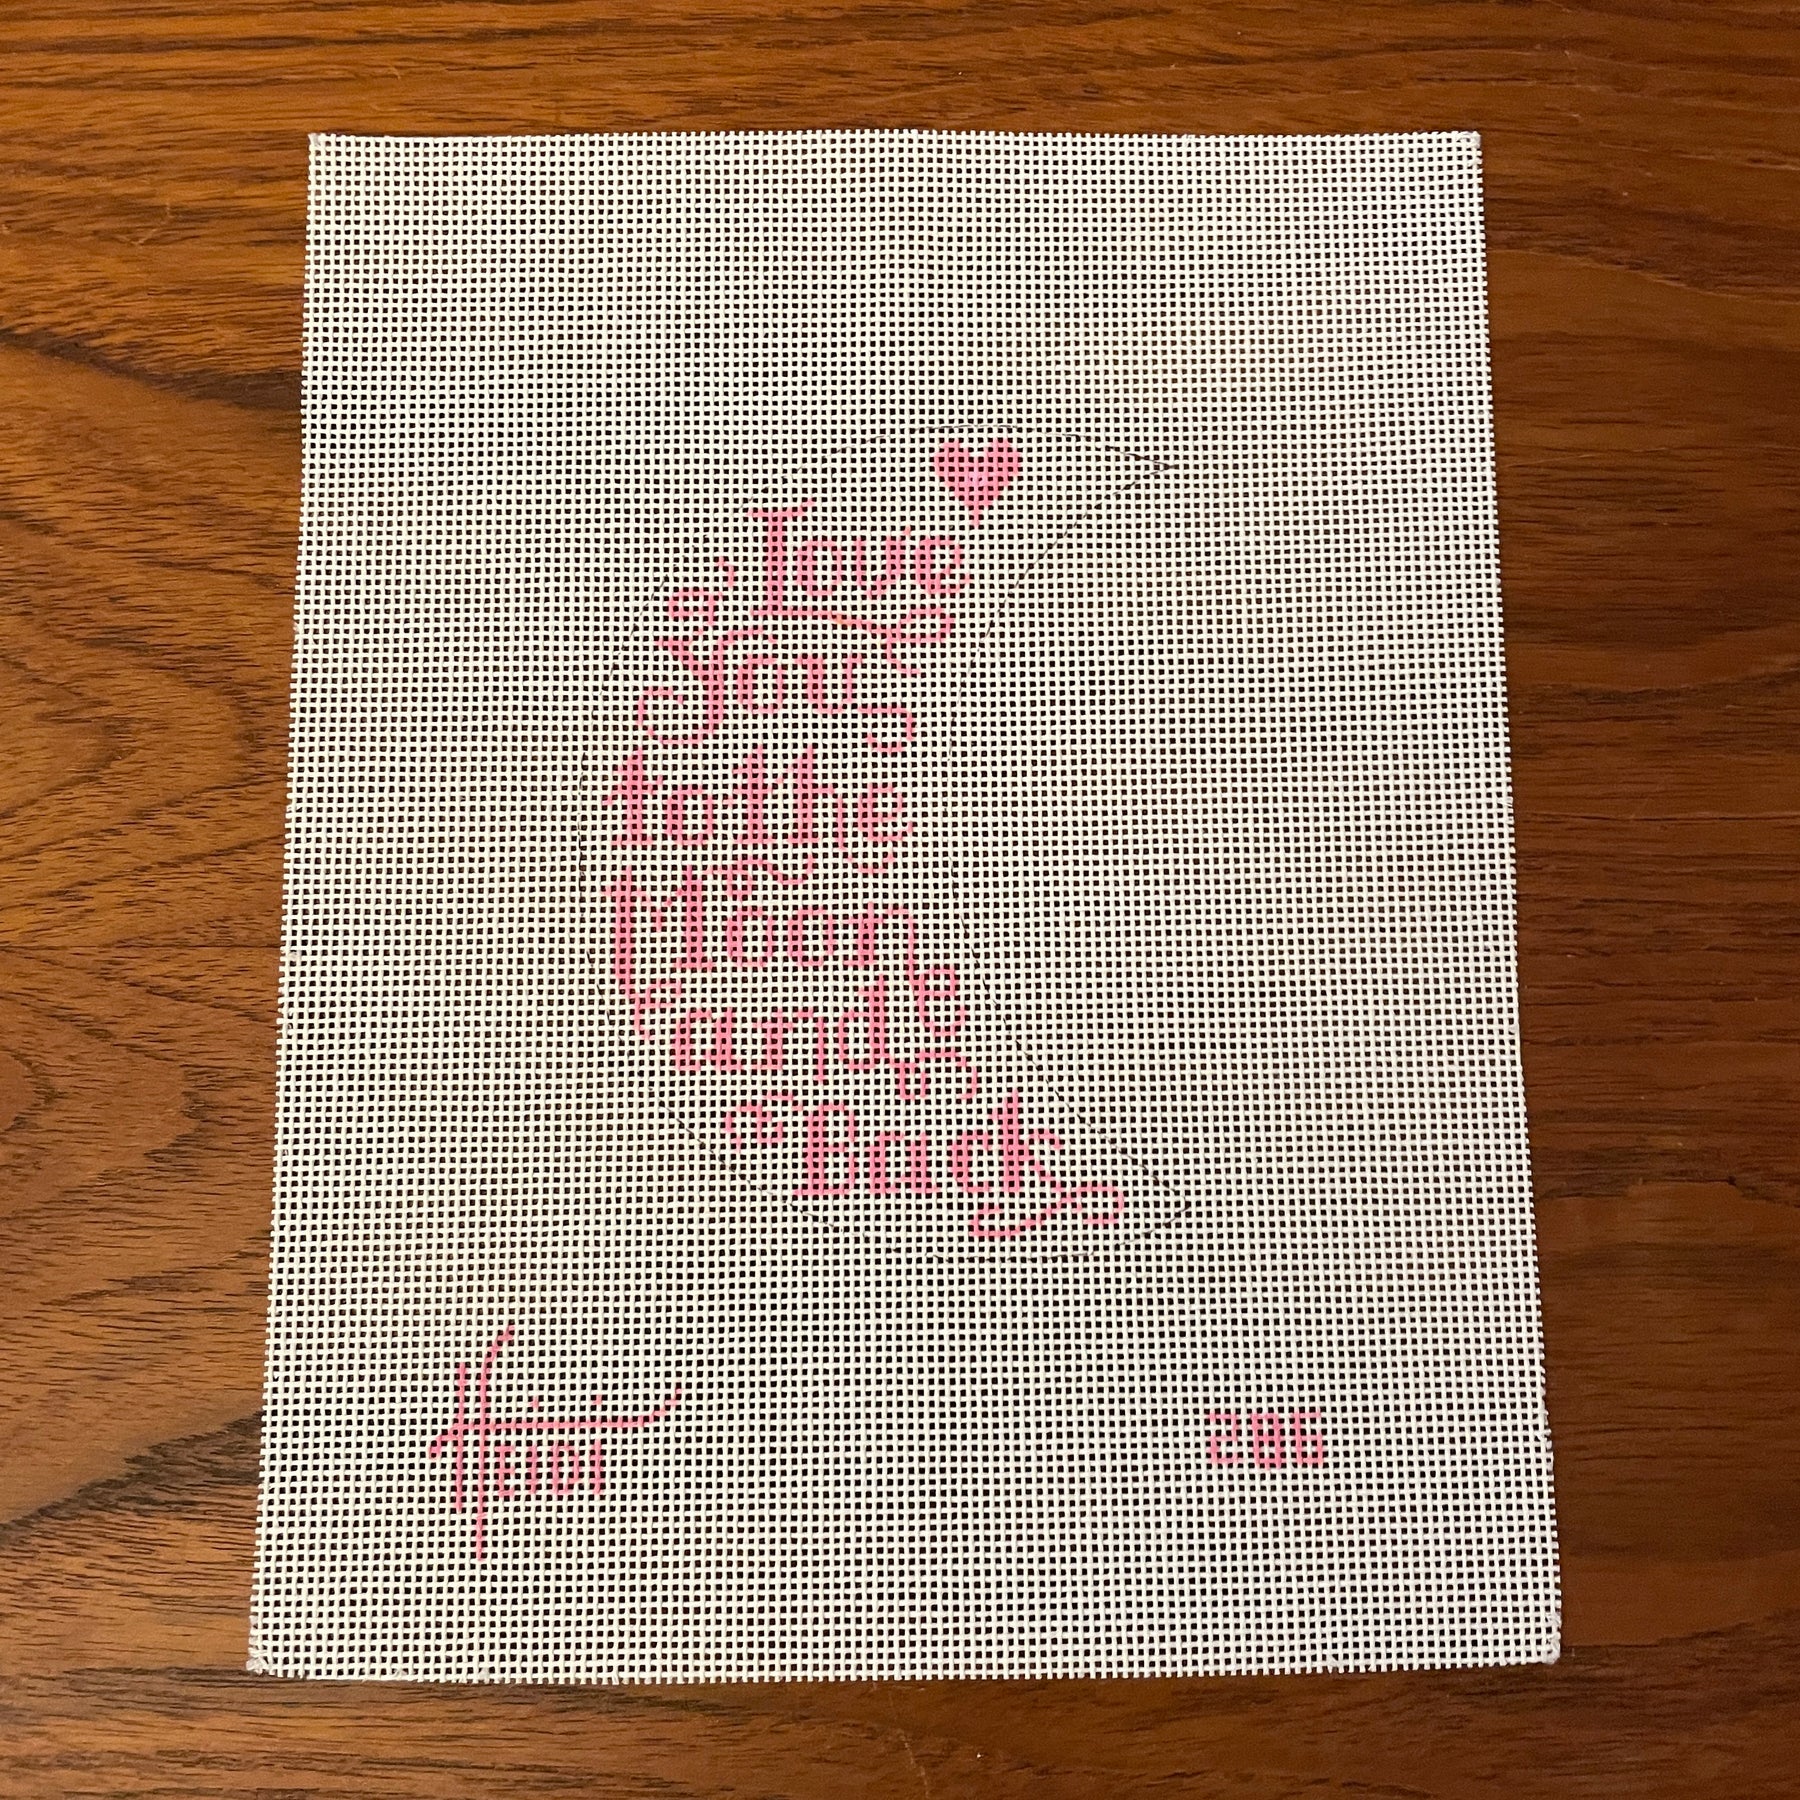 Love
You
to the
Moon
and
Back
HEIDI
286